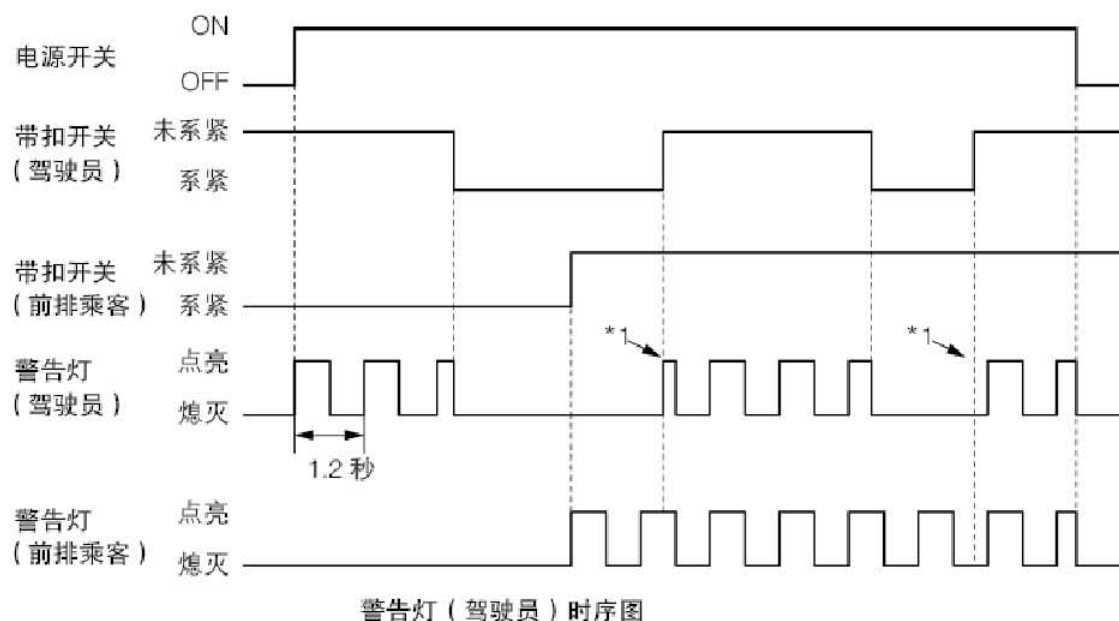 ON
电源开关
OFF
带扣开关 未系紧
(驾驶员)
系紧
带扣开关 未系紧
(前排乘客) 系紧
*1 *1
警告灯 点亮
(驾驶员)
熄灭
1.2 秒
警告灯 点亮
(前排乘客)
熄灭
警告灯(驾驶员)时序图